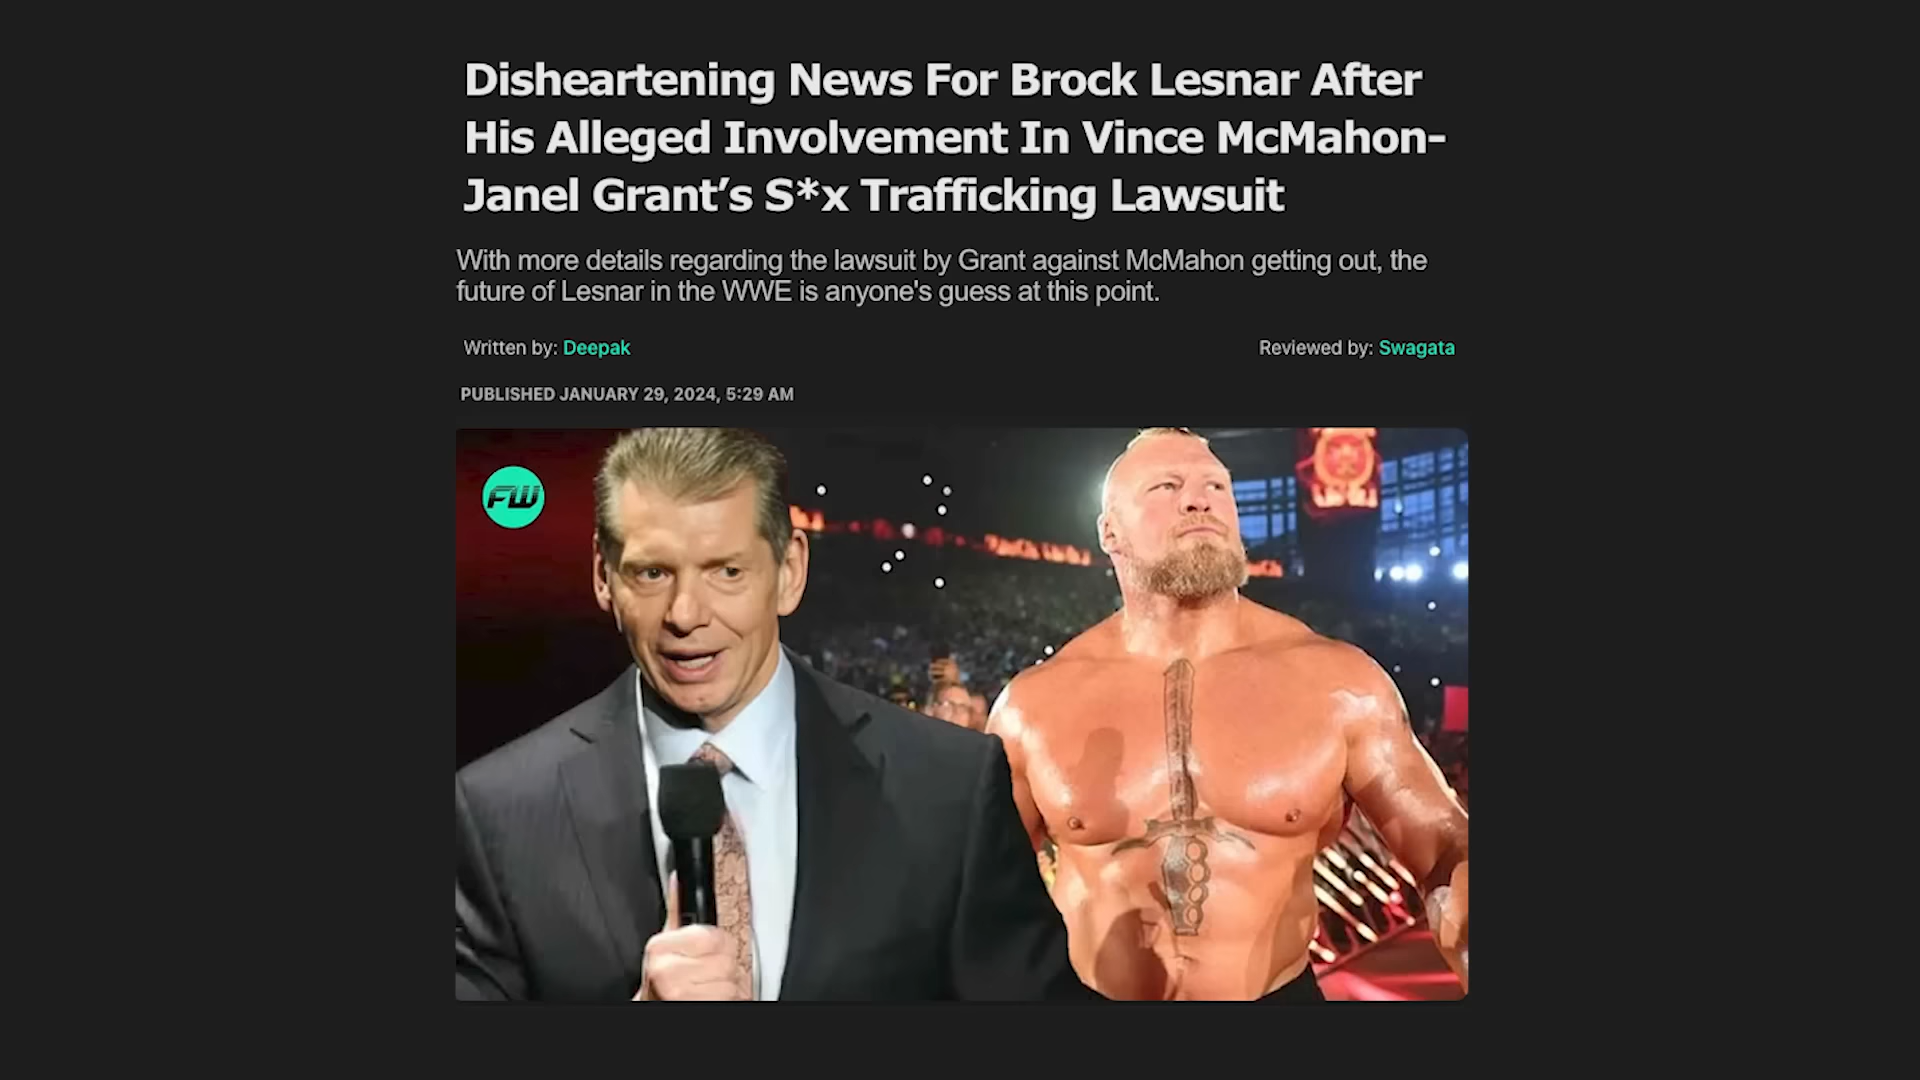 Disheartening News For Brock Lesnar After
His Alleged Involvement In Vince McMahon-
Janel Grant’s S*x Trafficking Lawsuit
With more details regarding the lawsuit by Grant against McMahon getting out, the
future of Lesnar in the WWE is anyone's guess at this point.
Written by: Deepak
Reviewed by: Swagata
PUBLISHED JANUARY 29, 2024, 5:29 AM
FW